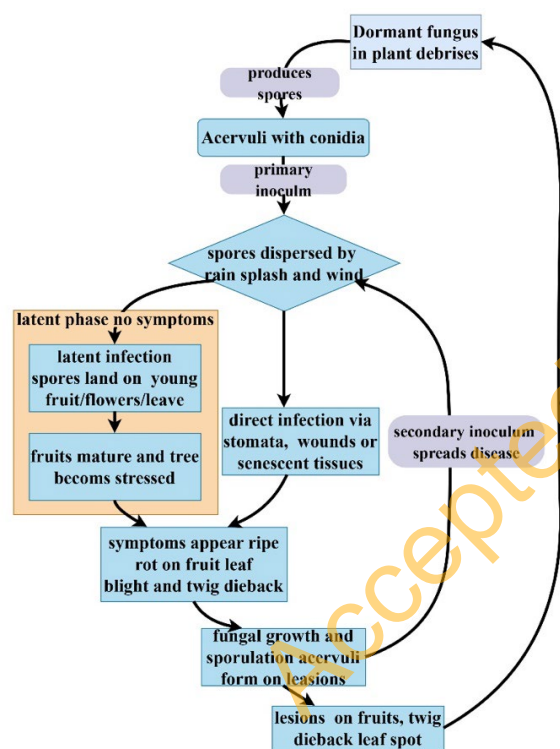 Dormant fungus
in plant debrises
produces
spores
Acervuli with conidia
primary
inoculm
spores dispersed by
rain splash and wind
latent phase no symptoms
latent infection
spores land on young
fruit/flowers/leave
fruits mature and tree
becoms stressed
direct infection via
stomata, wounds or
senescent tissues
secondary inoculum
spreads disease
symptoms appear ripe
rot on fruit leaf
blight and twig dieback
fungal growth and
sporulation acervuli
form on leasions
lesions on fruits, twig
dieback leaf spot
Accepted